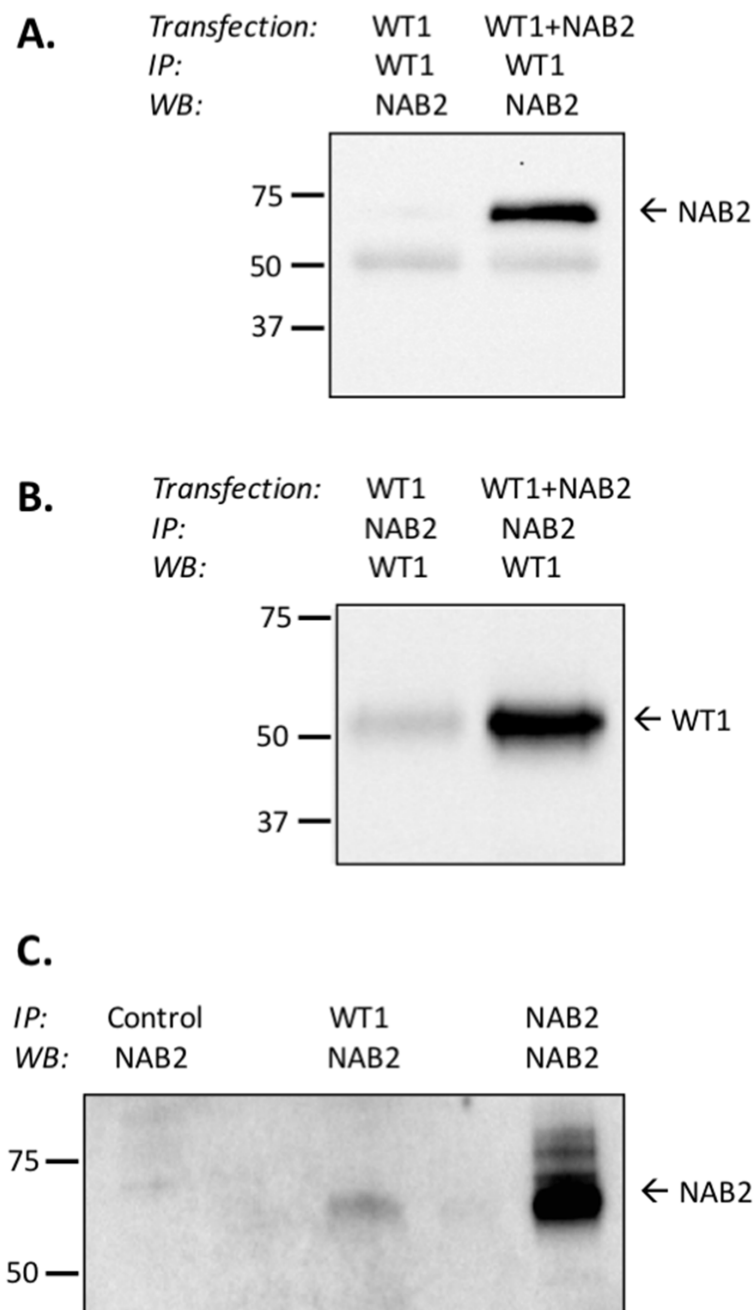 A.
Transfection: WT1 WT1+NAB2
IP: WT1 WT1
WB: NAB2 NAB2
75
← NAB2
50
37
B.
Transfection: WT1 WT1+NAB2
IP: NAB2 NAB2
WB: WT1 WT1
75
← WT1
50
37
C.
IP: Control WT1 NAB2
WB: NAB2 NAB2 NAB2
75
← NAB2
50